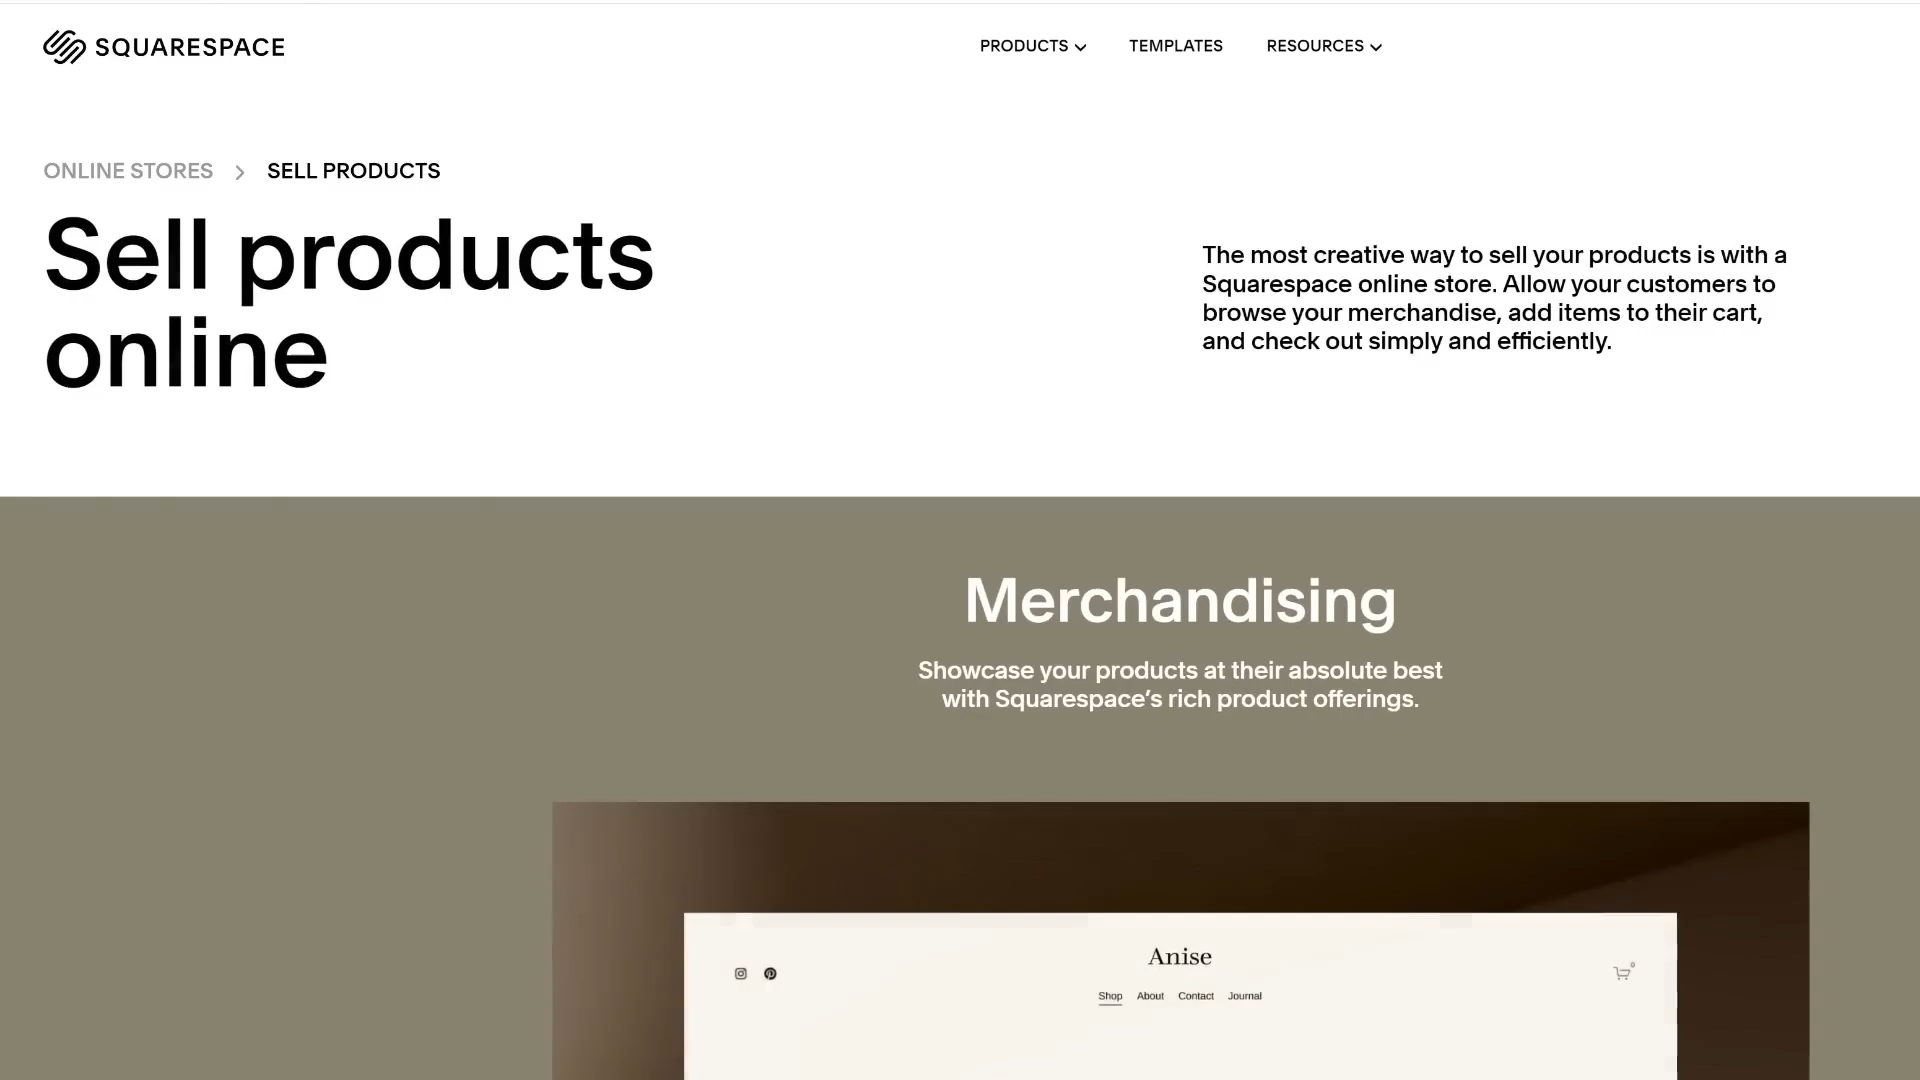 SQUARESPACE
PRODUCTS
TEMPLATES
RESOURCES
ONLINE STORES > SELL PRODUCTS
Sell products
online
The most creative way to sell your products is with a
Squarespace online store. Allow your customers to
browse your merchandise, add items to their cart,
and check out simply and efficiently.
Merchandising
Showcase your products at their absolute best
with Squarespace’s rich product offerings.
Anise
0
Shop About Contact Journal